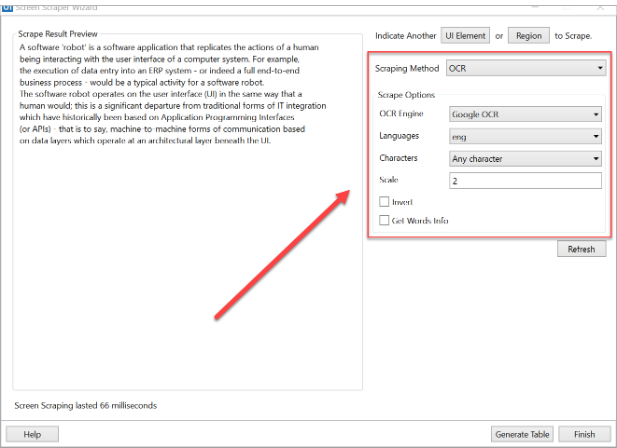 UI Screen Scraper Wizard
Scrape Result Preview
A software 'robot' is a software application that replicates the actions of a human
being interacting with the user interface of a computer system. For example,
the execution of data entry into an ERP system - or indeed a full end-to-end
business process - would be a typical activity for a software robot.
The software robot operates on the user interface (UI) in the same way that a
human would; this is a significant departure from traditional forms of IT integration
which have historically been based on Application Programming Interfaces
(or APIs) - that is to say, machine-to-machine forms of communication based
on data layers which operate at an architectural layer beneath the UI.
Screen Scraping lasted 66 milliseconds
Indicate Another UI Element or Region to Scrape.
Scraping Method OCR
Scrape Options
OCR Engine Google OCR
Languages eng
Characters Any character
Scale 2
Invert
Get Words Info
Refresh
Help Generate Table Finish